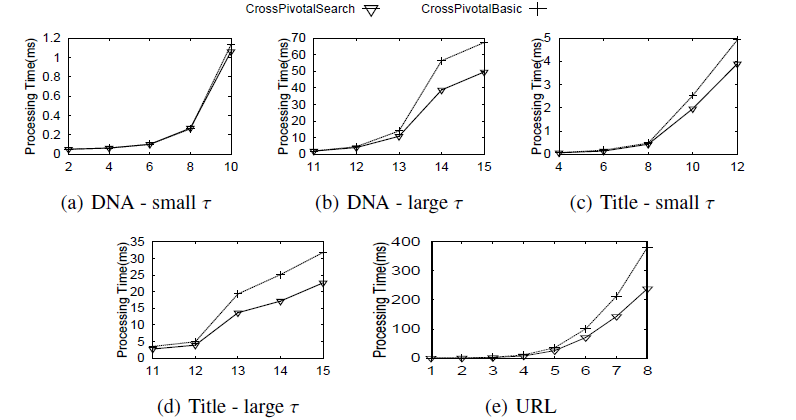 CrossPivotalSearch CrossPivotalBasic
Processing Time(ms)
1.2
1
0.8
0.6
0.4
0.2
0
2 4 6 8 10
(a) DNA - small τ
Processing Time(ms)
70
60
50
40
30
20
10
0
11 12 13 14 15
(b) DNA - large τ
Processing Time(ms)
5
4
3
2
1
0
4 6 8 10 12
(c) Title - small τ
Processing Time(ms)
35
30
25
20
15
10
5
0
11 12 13 14 15
(d) Title - large τ
Processing Time(ms)
400
300
200
100
0
1 2 3 4 5 6 7 8
(e) URL